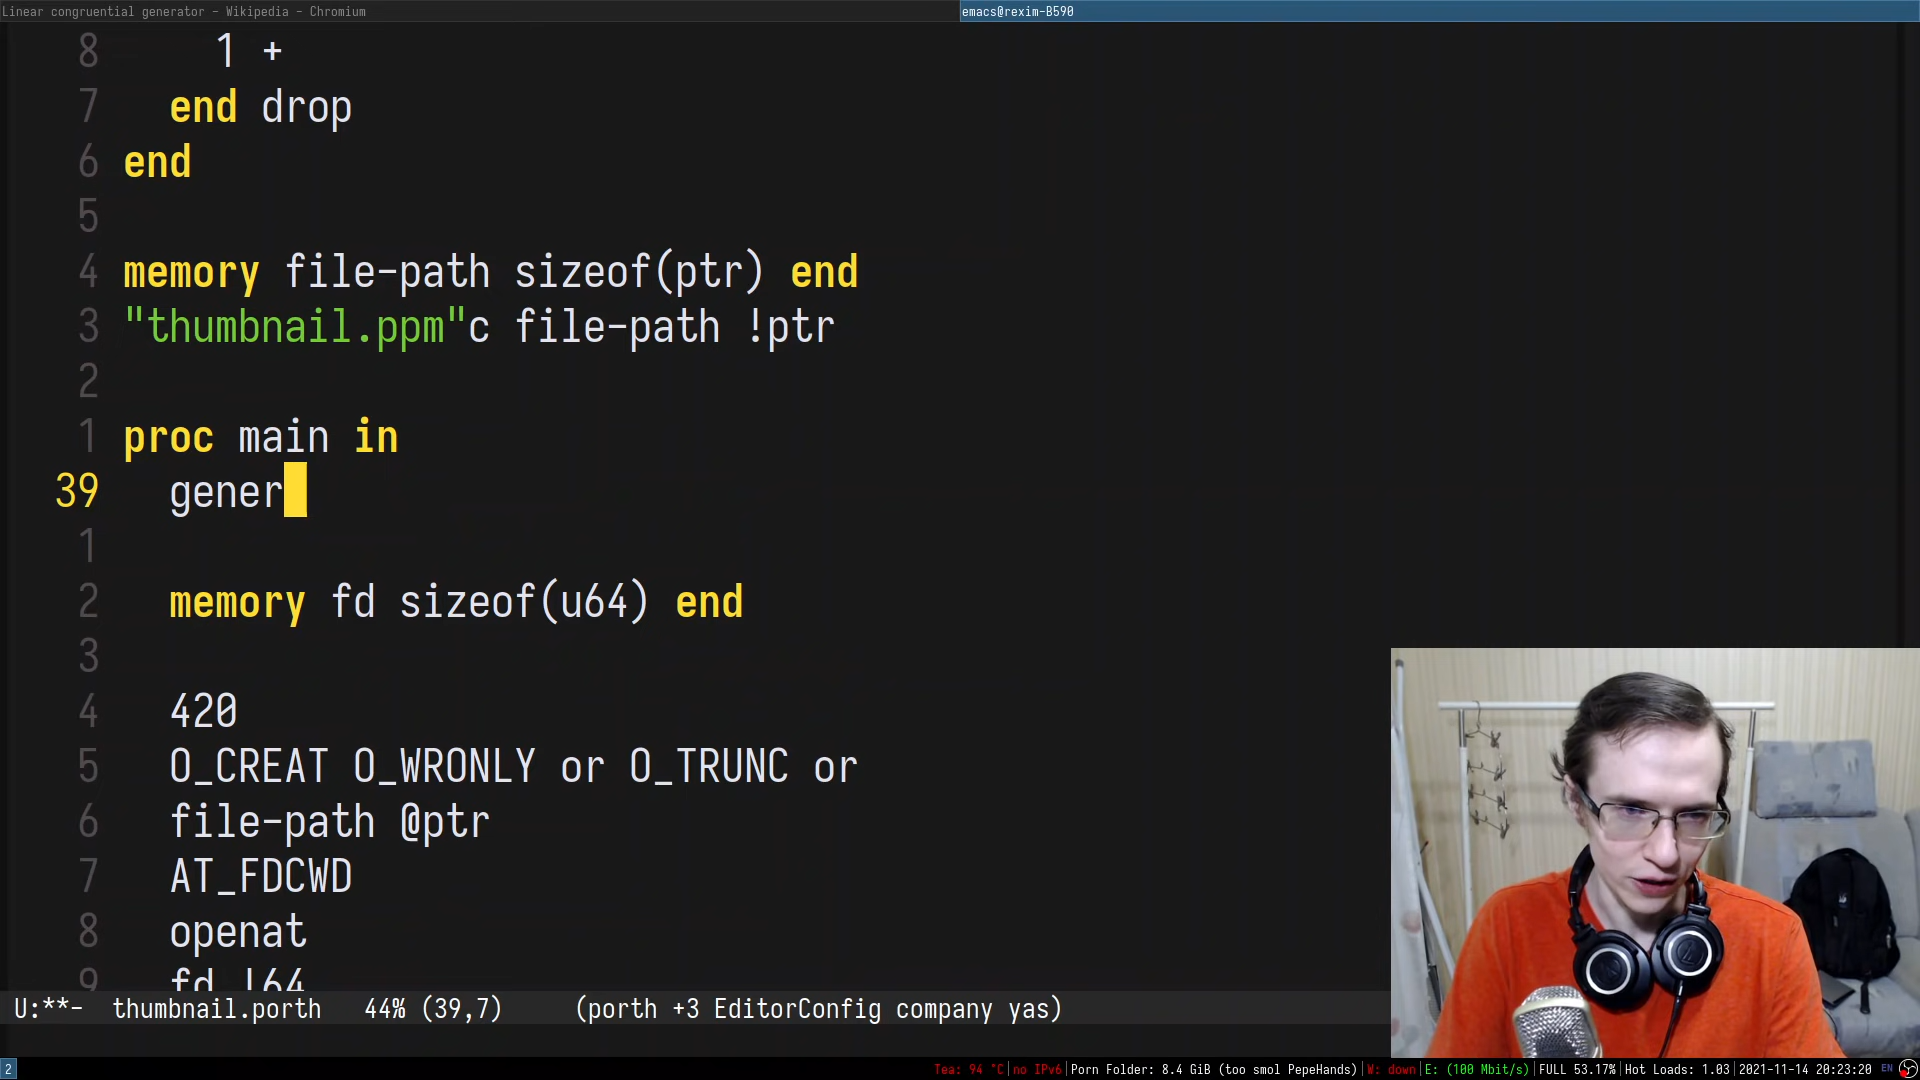 Linear congruential generator - Wikipedia - Chromium
emacs@rexim-B590
8 1 +
7 end drop
6 end
5
4 memory file-path sizeof(ptr) end
3 "thumbnail.ppm"c file-path !ptr
2
1 proc main in
39 gener
1
2 memory fd sizeof(u64) end
3
4 420
5 O_CREAT O_WRONLY or O_TRUNC or
6 file-path @ptr
7 AT_FDCWD
8 openat
9 fd !64
U:**- thumbnail.porth 44% (39,7) (porth +3 EditorConfig company yas)
2 Tea: 94 °C|no IPv6|Porn Folder: 8.4 GiB (too smol PepeHands)|W: down|E: (100 Mbit/s)|FULL 53.17%|Hot Loads: 1.03|2021-11-14 20:23:20 EN